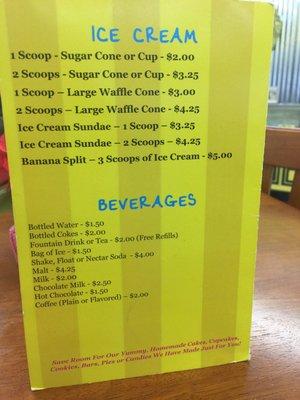 ICE CREAM
1 Scoop - Sugar Cone or Cup - $2.00
2 Scoops - Sugar Cone or Cup - $3.25
1 Scoop – Large Waffle Cone - $3.00
2 Scoops – Large Waffle Cone - $4.25
Ice Cream Sundae – 1 Scoop – $3.25
Ice Cream Sundae – 2 Scoops – $4.25
Banana Split – 3 Scoops of Ice Cream - $5.00
BEVERAGES
Bottled Water - $1.50
Bottled Cokes - $2.00
Fountain Drink or Tea - $2.00 (Free Refills)
Bag of Ice - $1.50
Shake, Float or Nectar Soda - $4.00
Malt - $4.25
Milk - $2.00
Chocolate Milk - $2.50
Hot Chocolate - $1.50
Coffee (Plain or Flavored) – $2.00
Save Room For Our Yummy, Homemade Cakes, Cupcakes,
Cookies, Bars, Pies or Candies We Have Made Just For You!